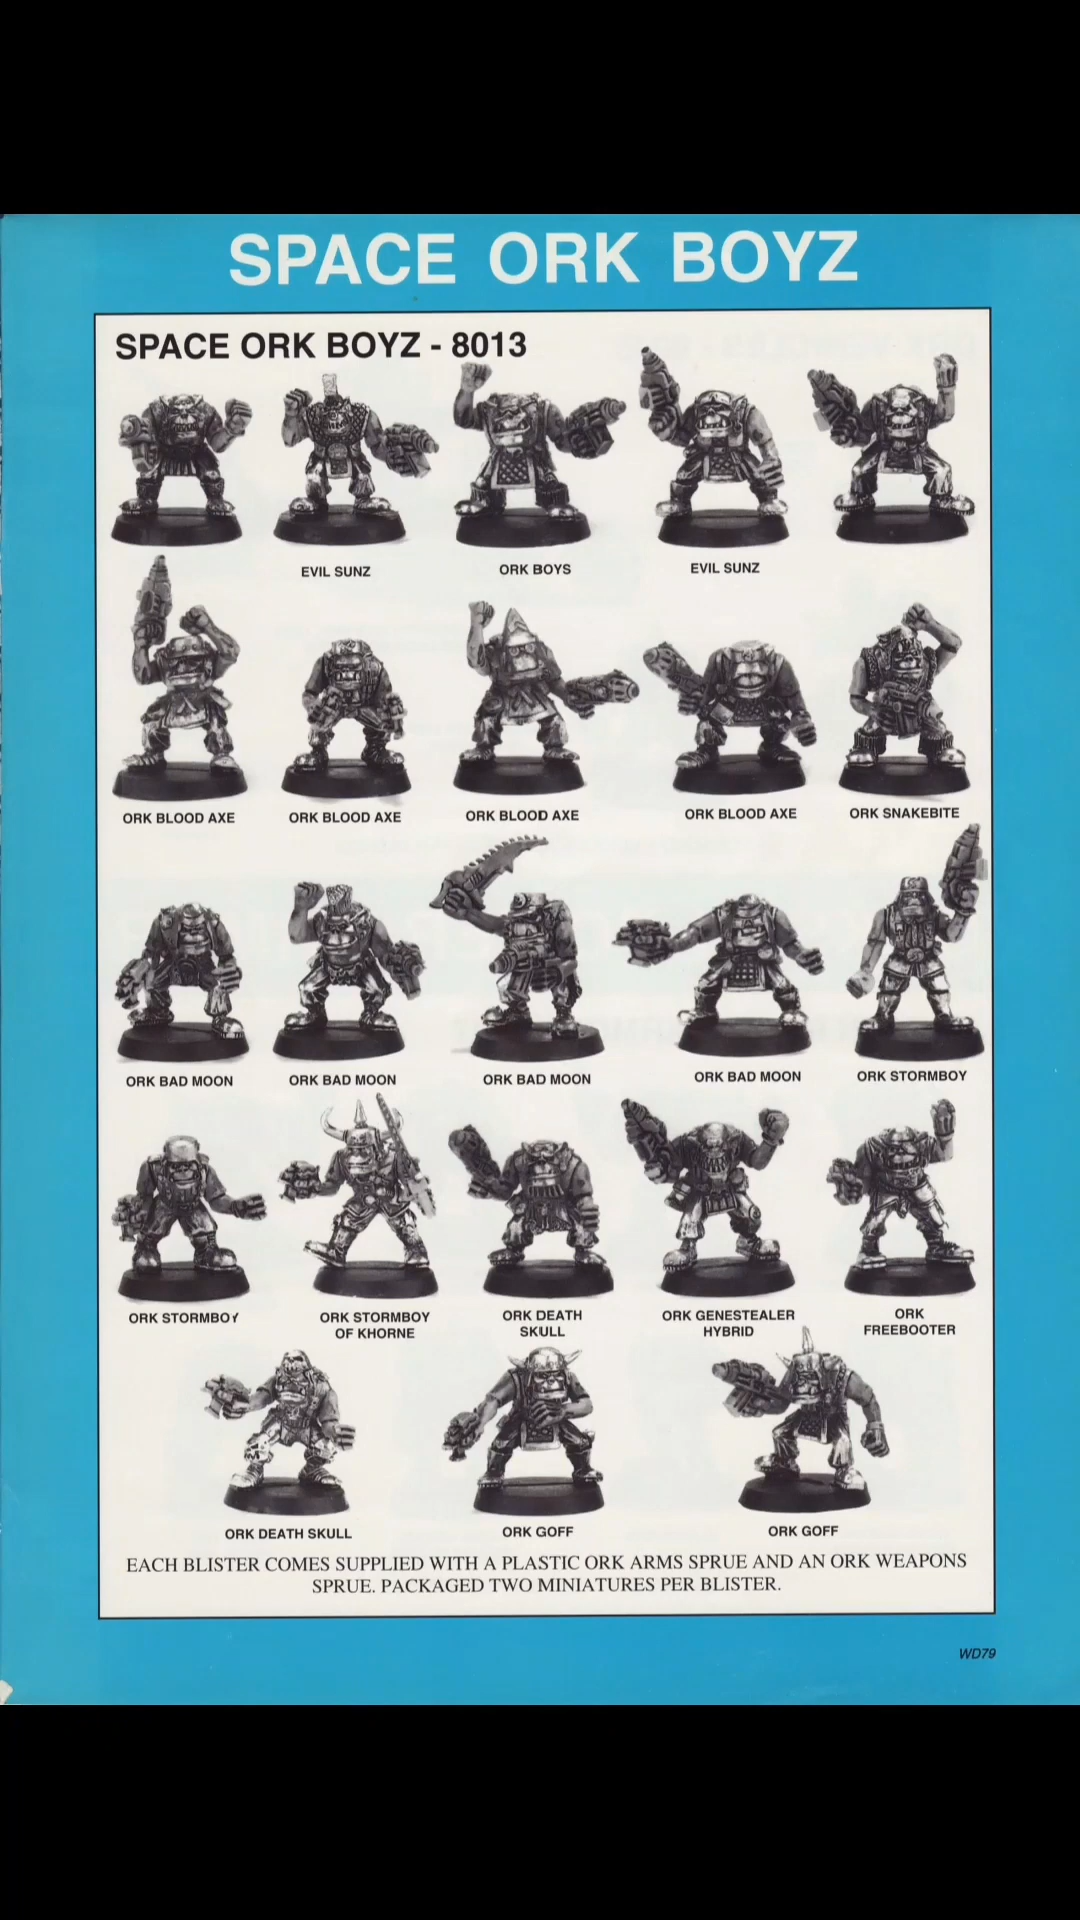 SPACE ORK BOYZ
SPACE ORK BOYZ - 8013
EVIL SUNZ
ORK BOYS
EVIL SUNZ
ORK BLOOD AXE
ORK BLOOD AXE
ORK BLOOD AXE
ORK BLOOD AXE
ORK SNAKEBITE
ORK BAD MOON
ORK BAD MOON
ORK BAD MOON
ORK BAD MOON
ORK STORMBOY
ORK STORMBOY
ORK STORMBOY
OF KHORNE
ORK DEATH
SKULL
ORK GENESTEALER
HYBRID
ORK
FREEBOOTER
ORK DEATH SKULL
ORK GOFF
ORK GOFF
EACH BLISTER COMES SUPPLIED WITH A PLASTIC ORK ARMS SPRUE AND AN ORK WEAPONS
SPRUE. PACKAGED TWO MINIATURES PER BLISTER.
WD79